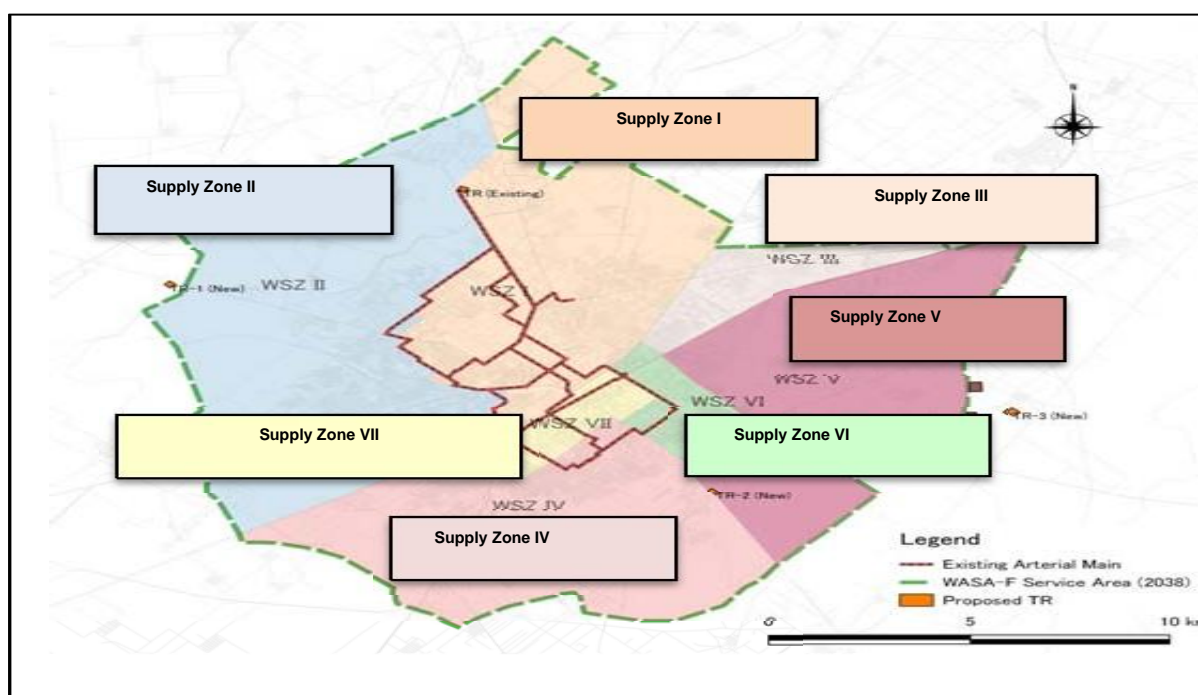 Supply Zone I
N
Supply Zone II
Supply Zone III
TR (Existing)
WSZ III
TR-1 (New)
WSZ II
WSZ I
Supply Zone V
WSZ V
WSZ VI
TR-3 (New)
WSZ VII
Supply Zone VII
Supply Zone VI
TR-2 (New)
WSZ IV
Supply Zone IV
Legend
Existing Arterial Main
WASA-F Service Area (2038)
Proposed TR
0 5 10 km